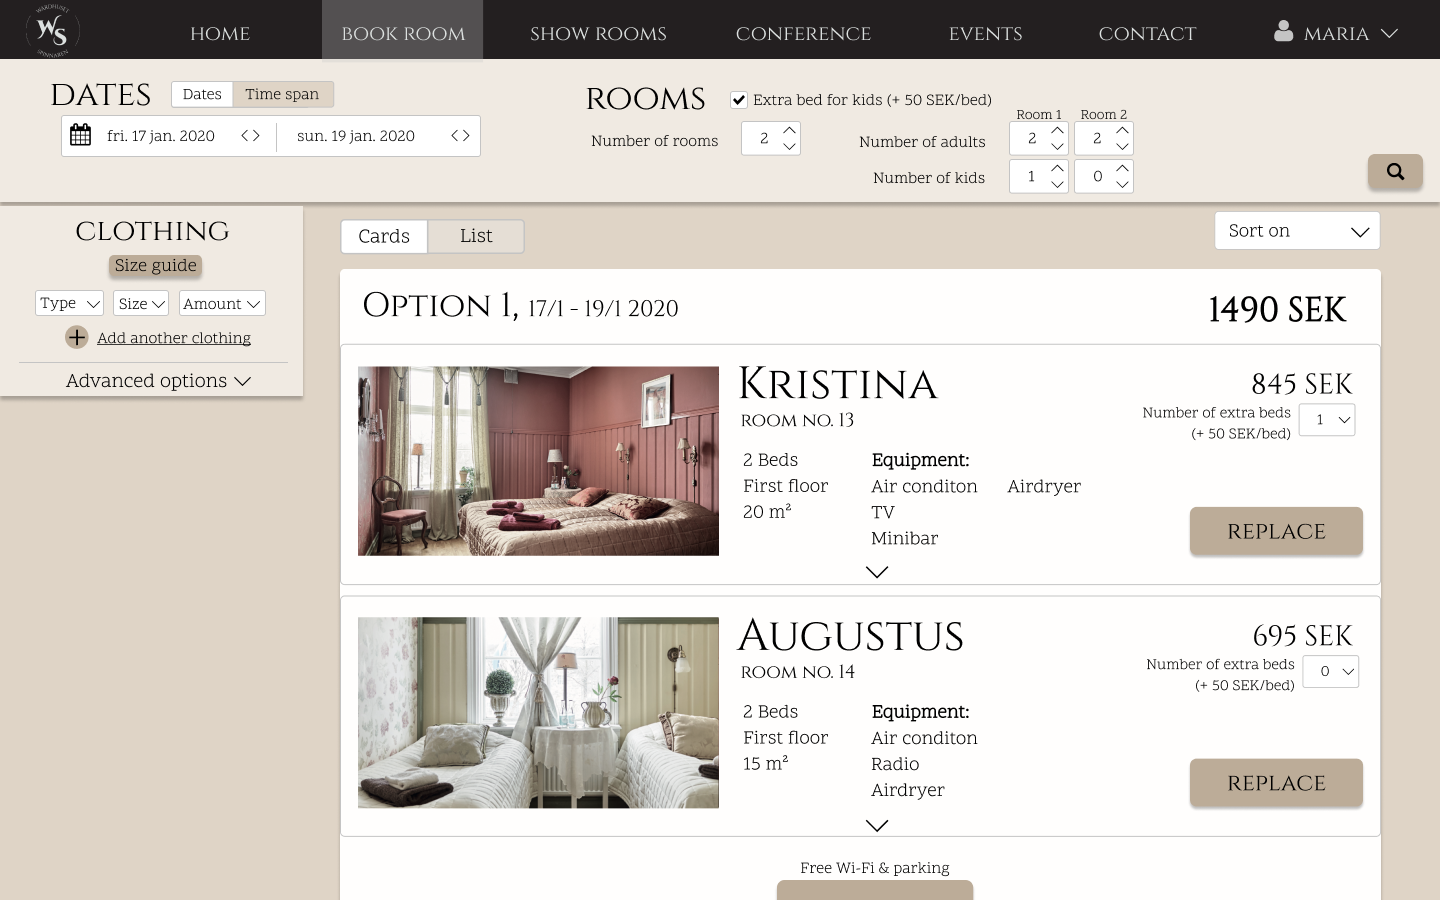 WARDHUSET
WS
SPINNAREN
HOME
BOOK ROOM
SHOW ROOMS
CONFERENCE
EVENTS
CONTACT
MARIA
DATES
Dates
Time span
fri. 17 jan. 2020
sun. 19 jan. 2020
ROOMS
Extra bed for kids (+ 50 SEK/bed)
Number of rooms
2
Room 1
Room 2
Number of adults
2
2
Number of kids
1
0
CLOTHING
Size guide
Type
Size
Amount
Add another clothing
Advanced options
Cards
List
Sort on
OPTION 1, 17/1 - 19/1 2020
1490 SEK
KRISTINA
ROOM NO. 13
845 SEK
Number of extra beds
(+ 50 SEK/bed)
1
2 Beds
First floor
20 m²
Equipment:
Air conditon
Airdryer
TV
Minibar
REPLACE
AUGUSTUS
ROOM NO. 14
695 SEK
Number of extra beds
(+ 50 SEK/bed)
0
2 Beds
First floor
15 m²
Equipment:
Air conditon
Radio
Airdryer
REPLACE
Free Wi-Fi & parking